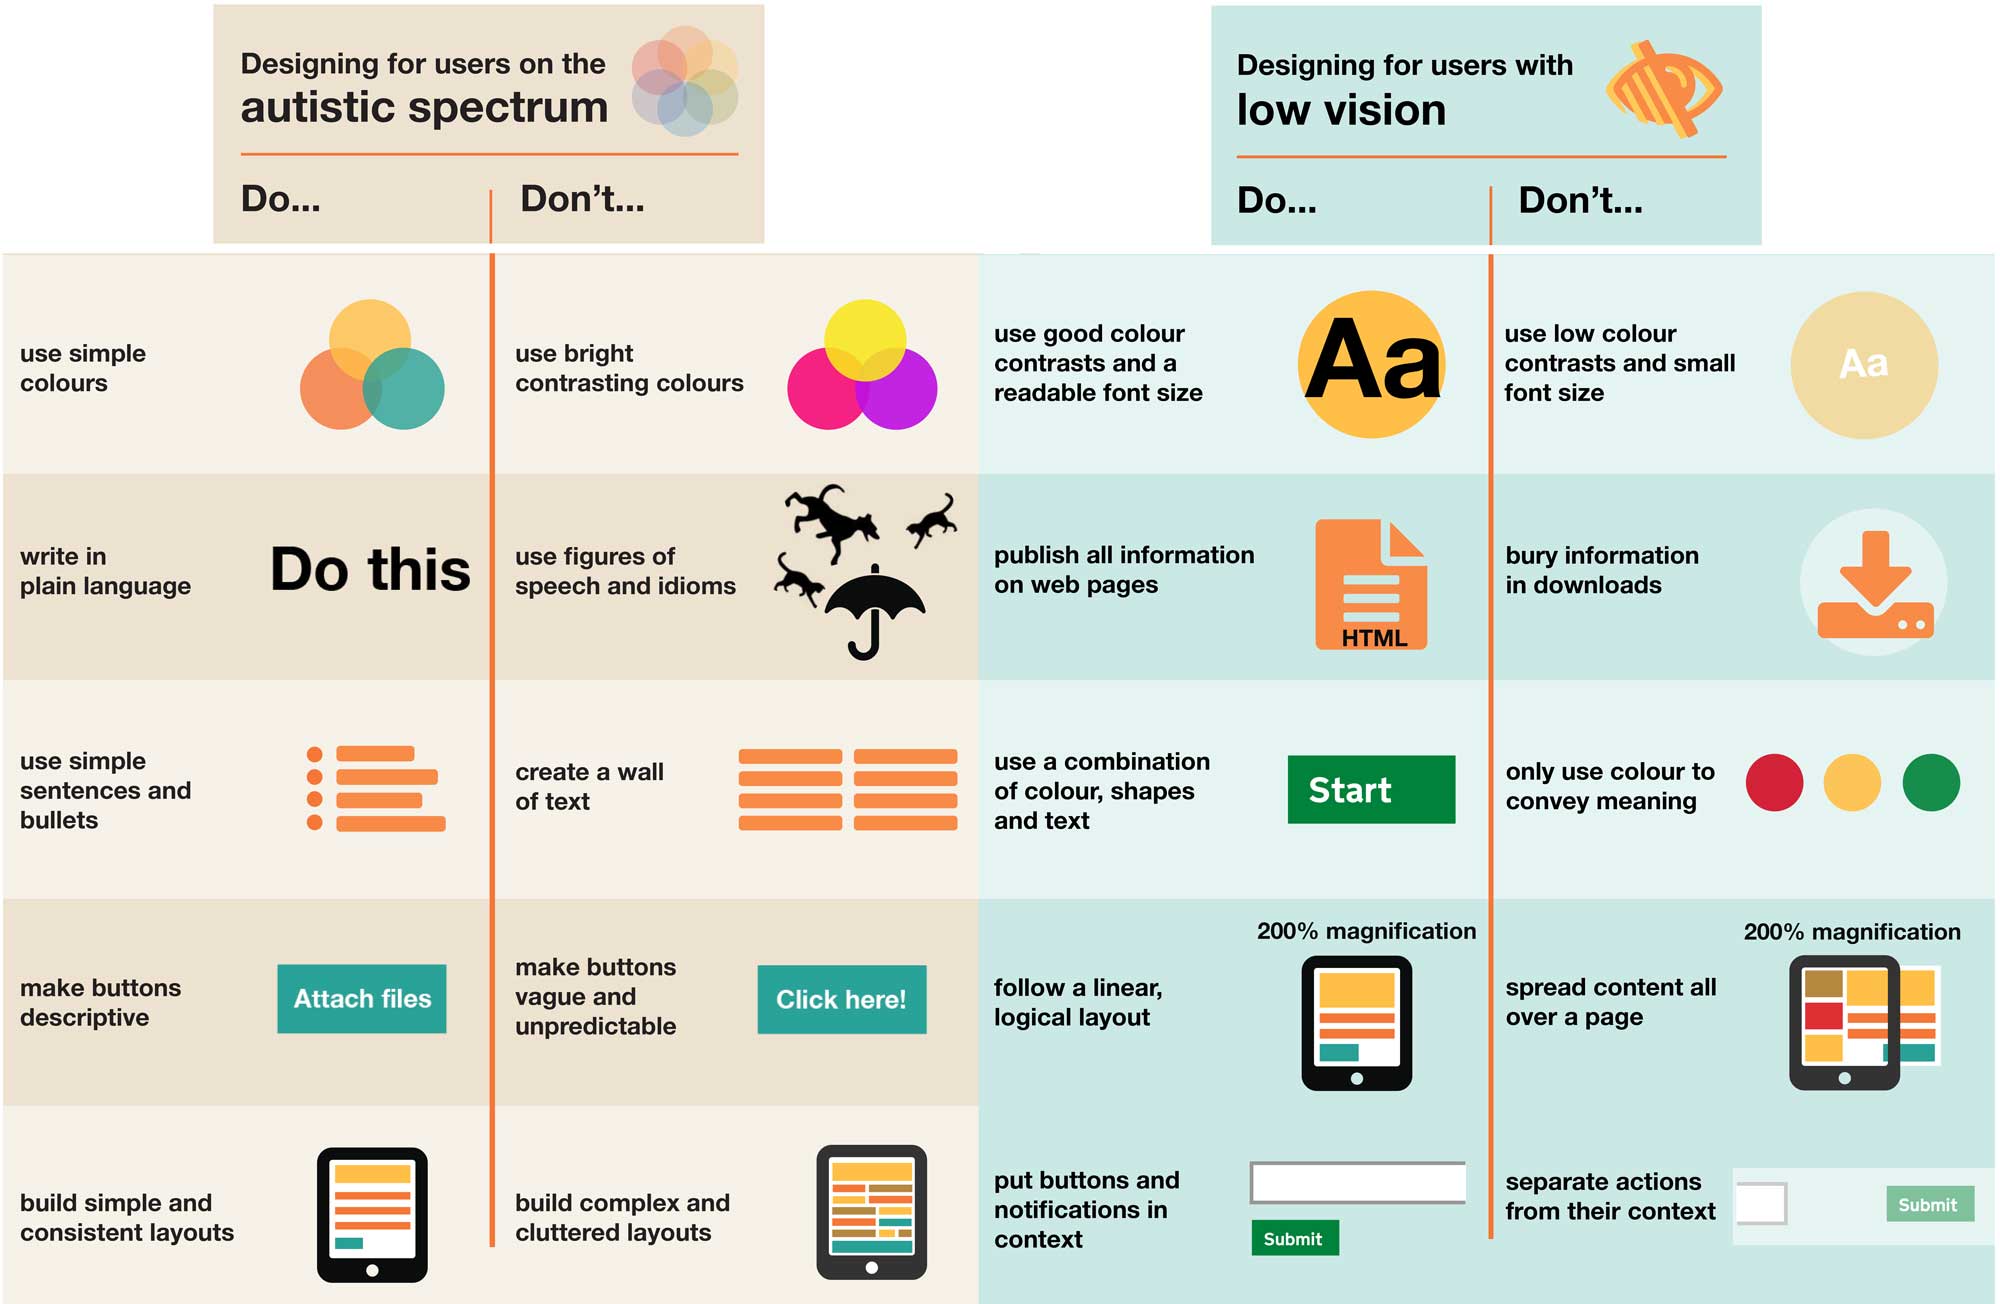 Designing for users on the
autistic spectrum
Do...
Don't...
use simple
colours
use bright
contrasting colours
write in
plain language
Do this
use figures of
speech and idioms
use simple
sentences and
bullets
create a wall
of text
make buttons
descriptive
Attach files
make buttons
vague and
unpredictable
Click here!
build simple and
consistent layouts
build complex and
cluttered layouts
Designing for users with
low vision
Do...
Don't...
use good colour
contrasts and a
readable font size
Aa
use low colour
contrasts and small
font size
Aa
publish all information
on web pages
HTML
bury information
in downloads
use a combination
of colour, shapes
and text
Start
only use colour to
convey meaning
follow a linear,
logical layout
200% magnification
spread content all
over a page
200% magnification
put buttons and
notifications in
context
Submit
separate actions
from their context
Submit